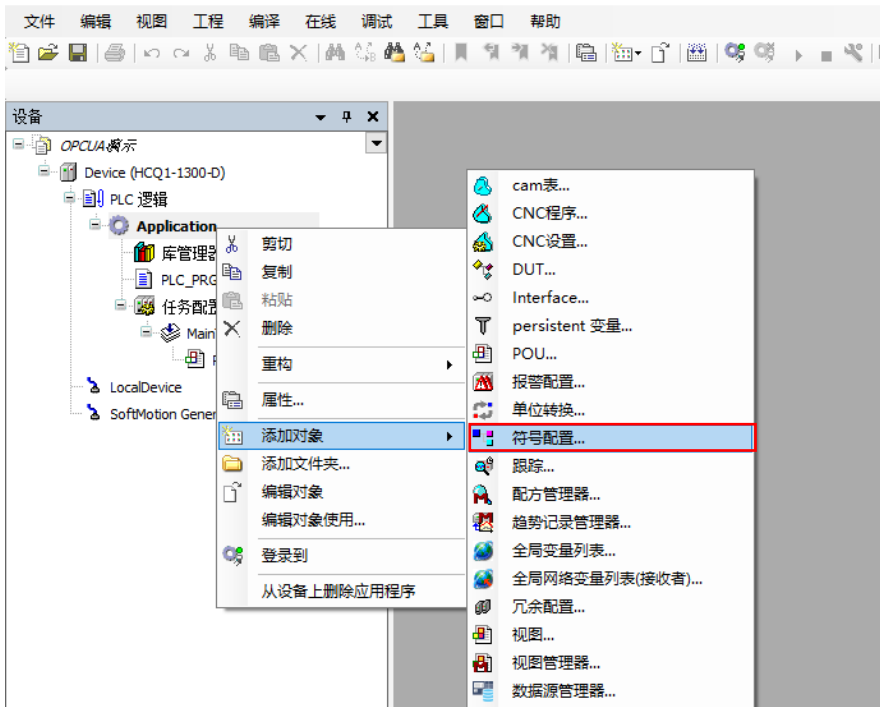 文件 编辑 视图 工程 编译 在线 调试 工具 窗口 帮助
设备
OPCUA演示
Device (HCQ1-1300-D)
PLC 逻辑
Application
库管理器
PLC_PRG
任务配置
Main
LocalDevice
SoftMotion Gener
剪切
复制
粘贴
删除
重构
属性...
添加对象
添加文件夹...
编辑对象
编辑对象使用...
登录到
从设备上删除应用程序
cam表...
CNC程序...
CNC设置...
DUT...
Interface...
persistent 变量...
POU...
报警配置...
单位转换...
符号配置...
跟踪...
配方管理器...
趋势记录管理器...
全局变量列表...
全局网络变量列表(接收者)...
冗余配置...
视图...
视图管理器...
数据源管理器...